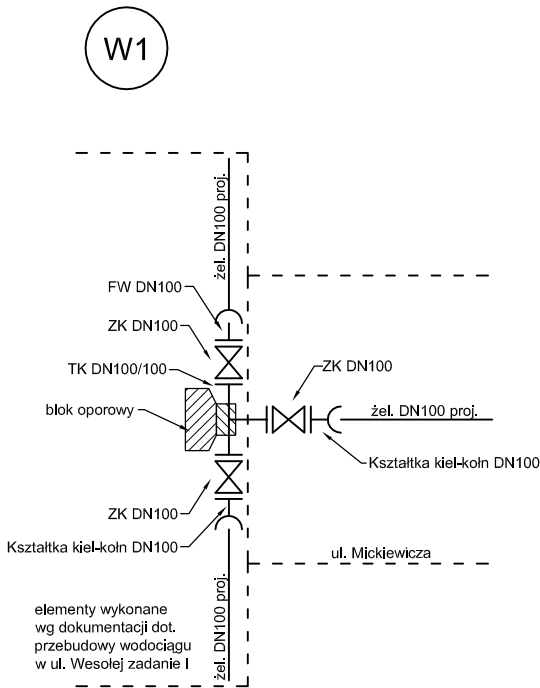 W1
żel. DN100 proj.
FW DN100
ZK DN100
TK DN100/100
ZK DN100
blok oporowy
żel. DN100 proj.
Kształtka kiel-kołn DN100
ZK DN100
Kształtka kiel-kołn DN100
ul. Mickiewicza
elementy wykonane
wg dokumentacji dot.
przebudowy wodociągu
w ul. Wesołej zadanie I
żel. DN100 proj.